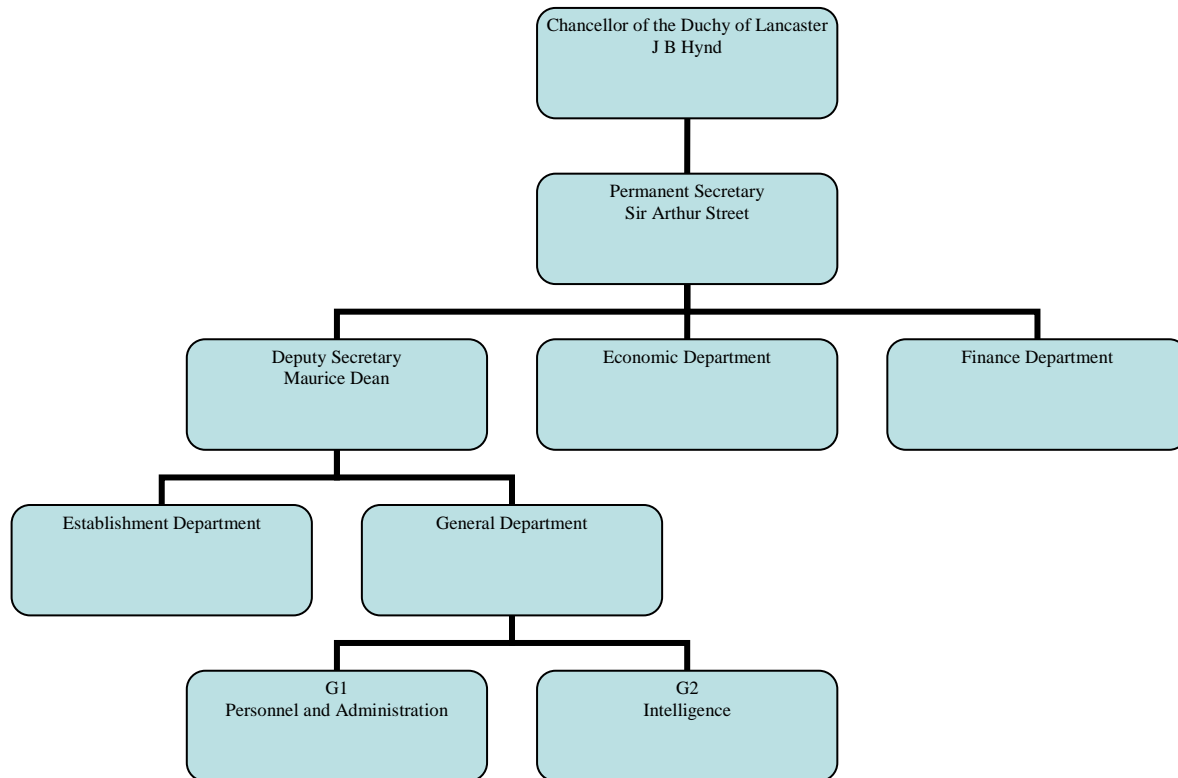 Chancellor of the Duchy of Lancaster
J B Hynd
Permanent Secretary
Sir Arthur Street
Deputy Secretary
Maurice Dean
Economic Department
Finance Department
Establishment Department
General Department
G1
Personnel and Administration
G2
Intelligence